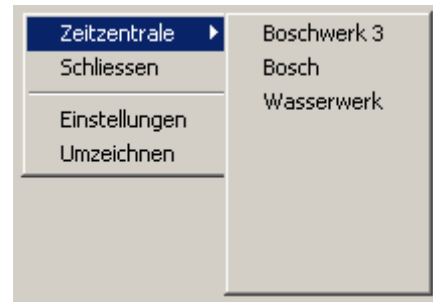 Zeitzentrale
Schliessen
Einstellungen
Umzeichnen
Boschwerk 3
Bosch
Wasserwerk